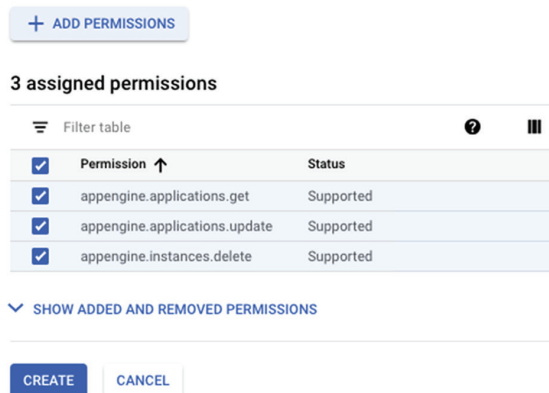 + ADD PERMISSIONS
3 assigned permissions
Filter table
Permission ↑ Status
appengine.applications.get Supported
appengine.applications.update Supported
appengine.instances.delete Supported
SHOW ADDED AND REMOVED PERMISSIONS
CREATE CANCEL